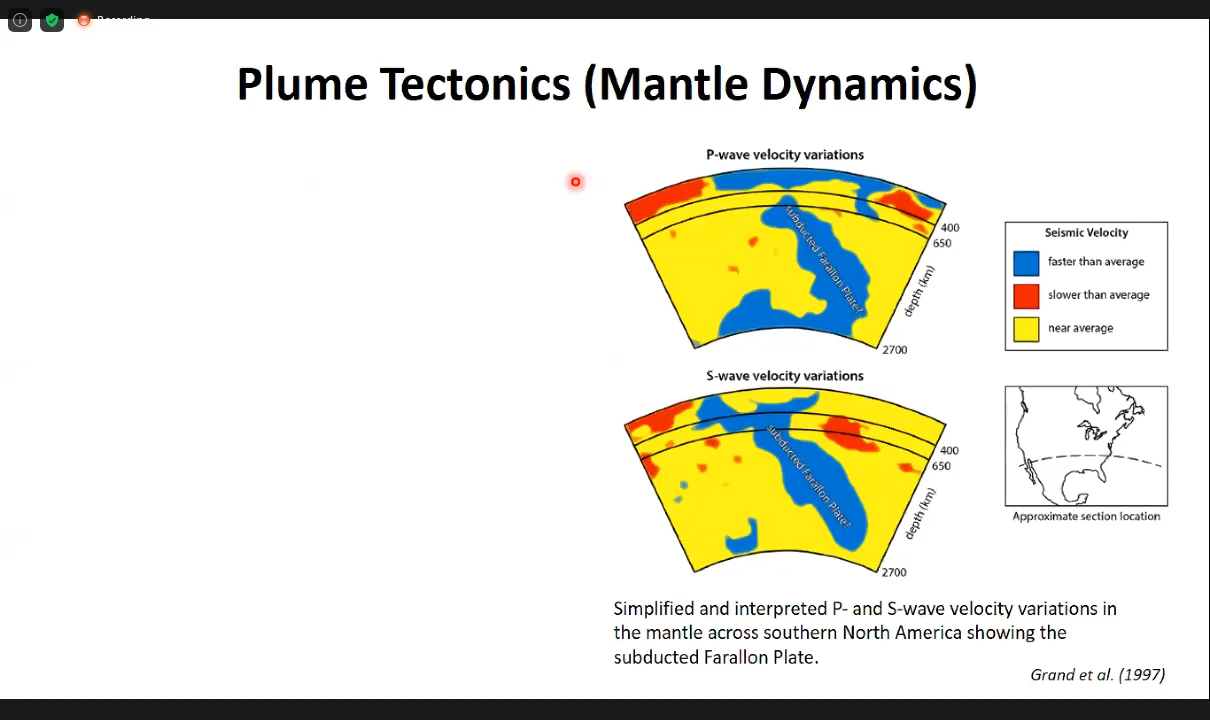 Recording
Plume Tectonics (Mantle Dynamics)
P-wave velocity variations
subducted Farallon Plate?
400
650
depth (km)
2700
Seismic Velocity
faster than average
slower than average
near average
S-wave velocity variations
subducted Farallon Plate?
400
650
depth (km)
2700
Approximate section location
Simplified and interpreted P- and S-wave velocity variations in
the mantle across southern North America showing the
subducted Farallon Plate.
Grand et al. (1997)